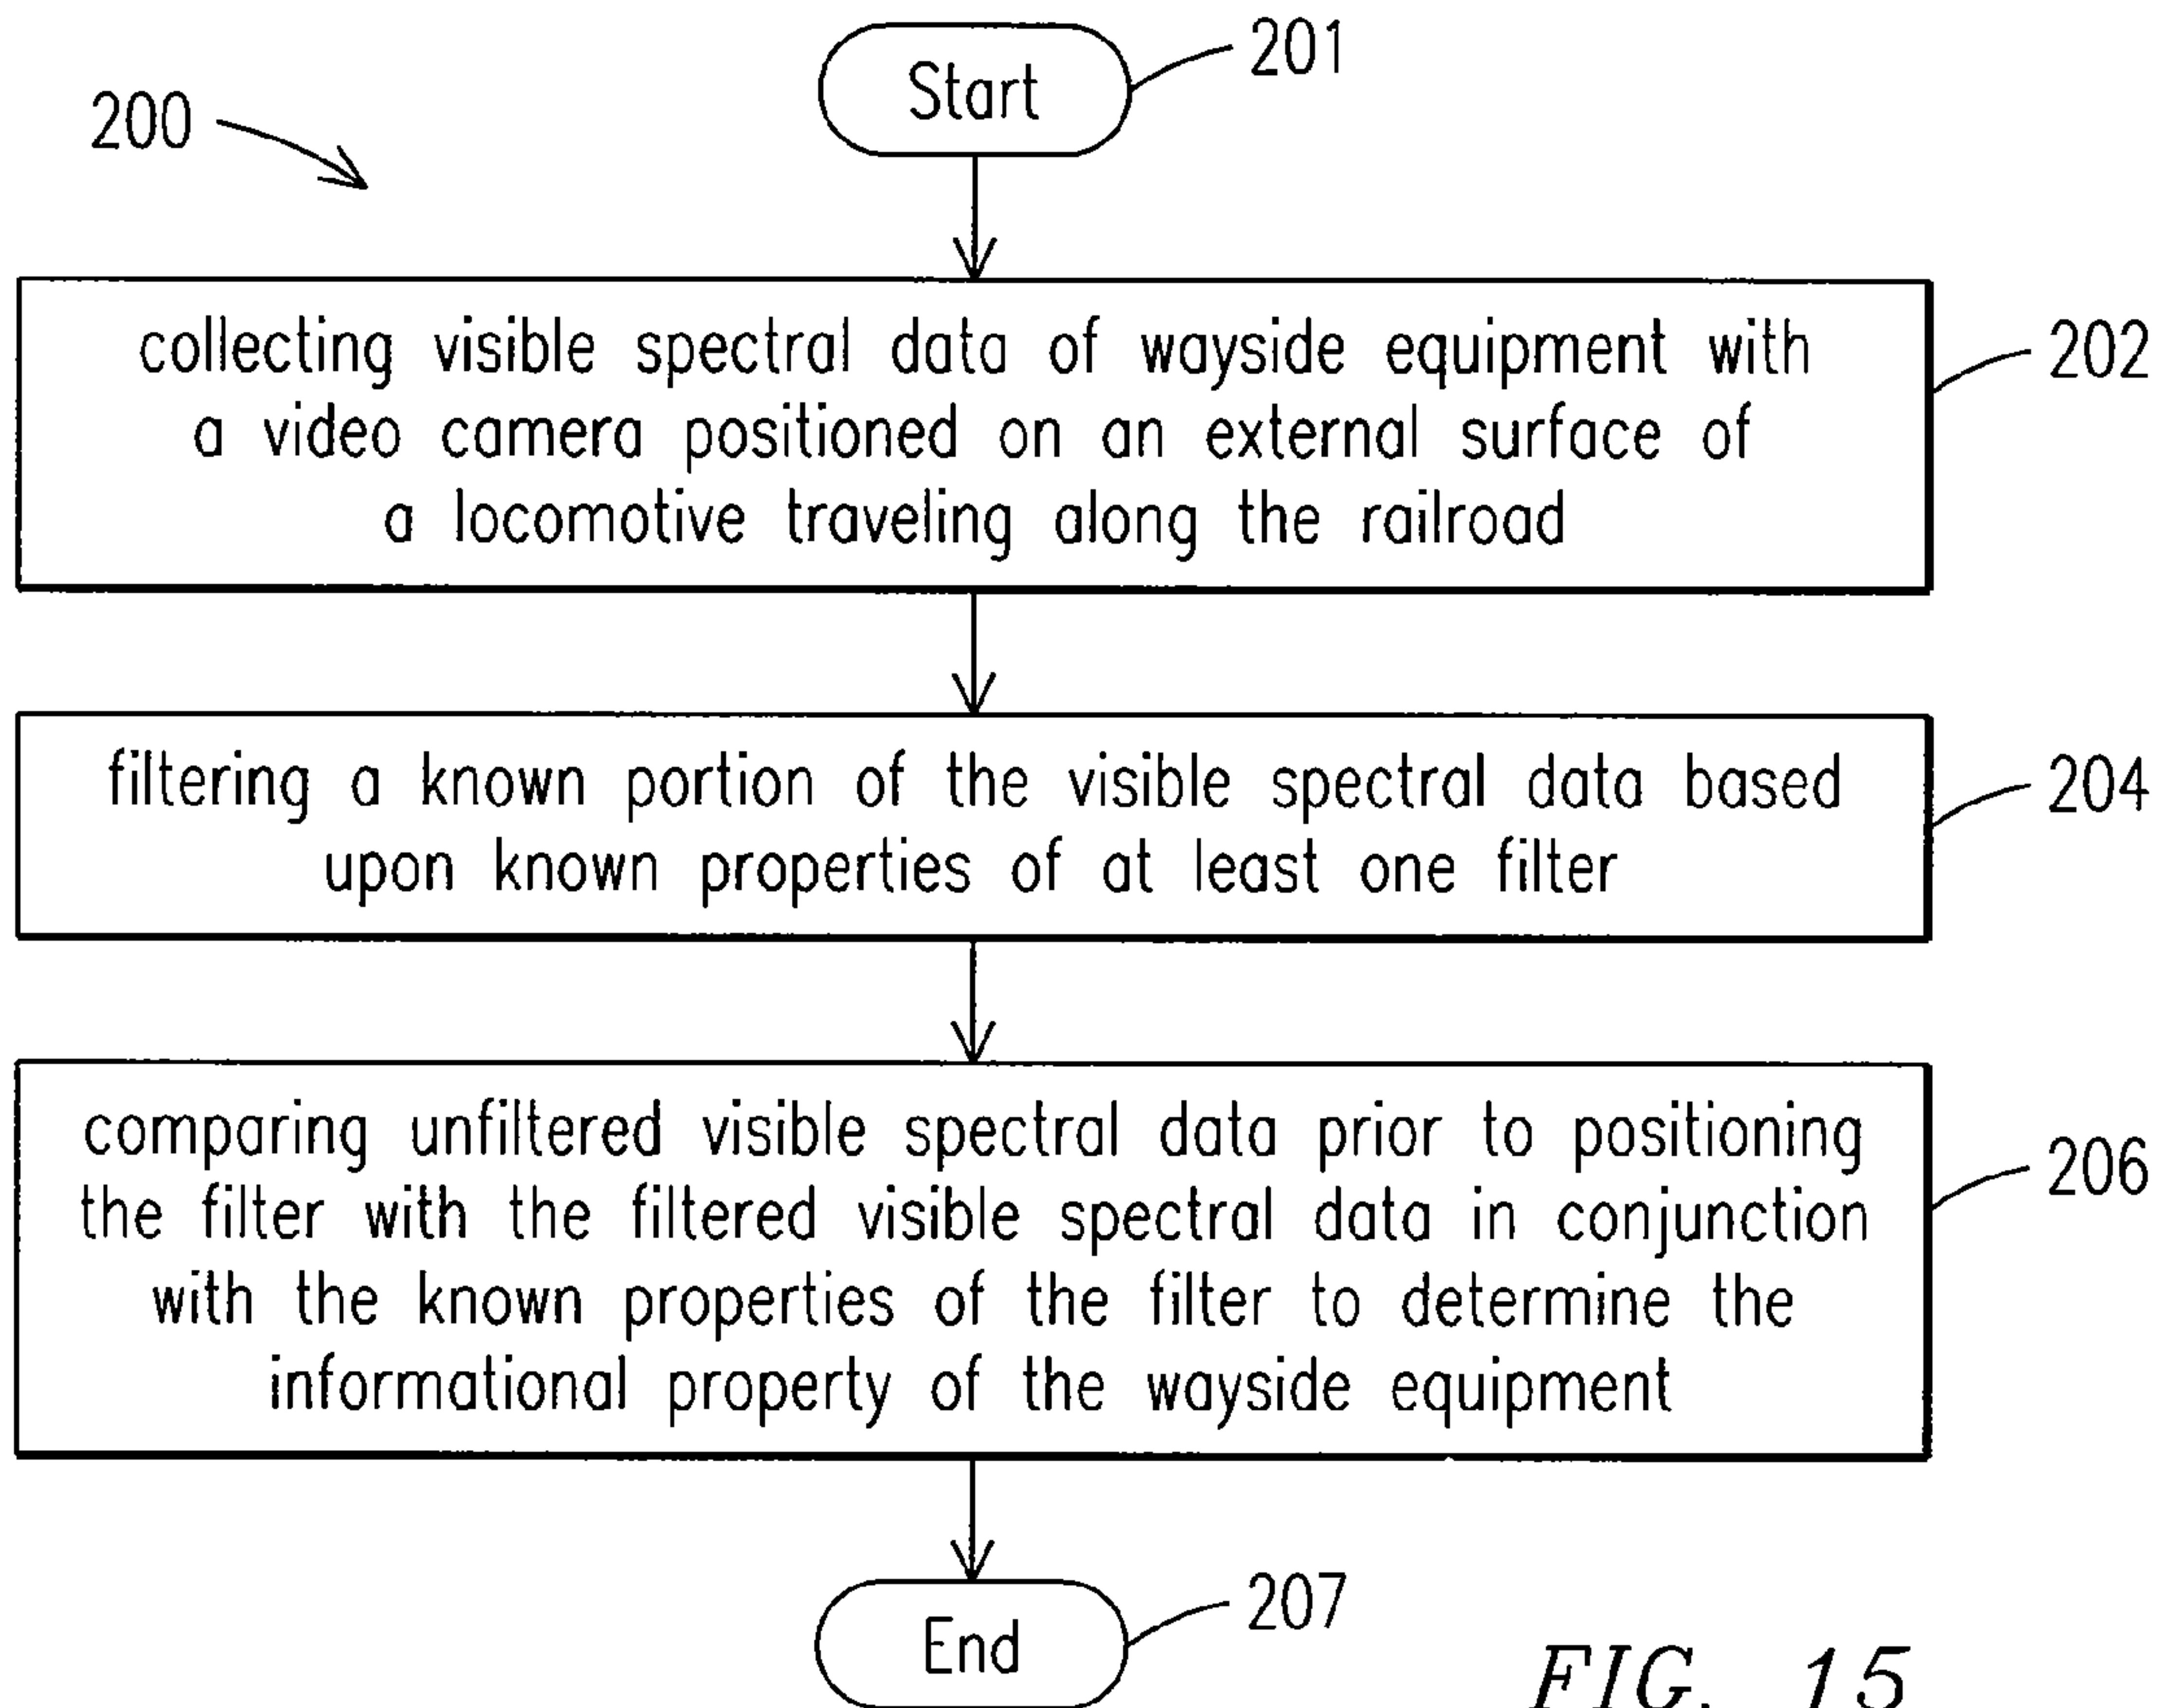 Start
201
200
collecting visible spectral data of wayside equipment with
a video camera positioned on an external surface of
a locomotive traveling along the railroad
202
filtering a known portion of the visible spectral data based
upon known properties of at least one filter
204
comparing unfiltered visible spectral data prior to positioning
the filter with the filtered visible spectral data in conjunction
with the known properties of the filter to determine the
informational property of the wayside equipment
206
End
207
FIG. 15